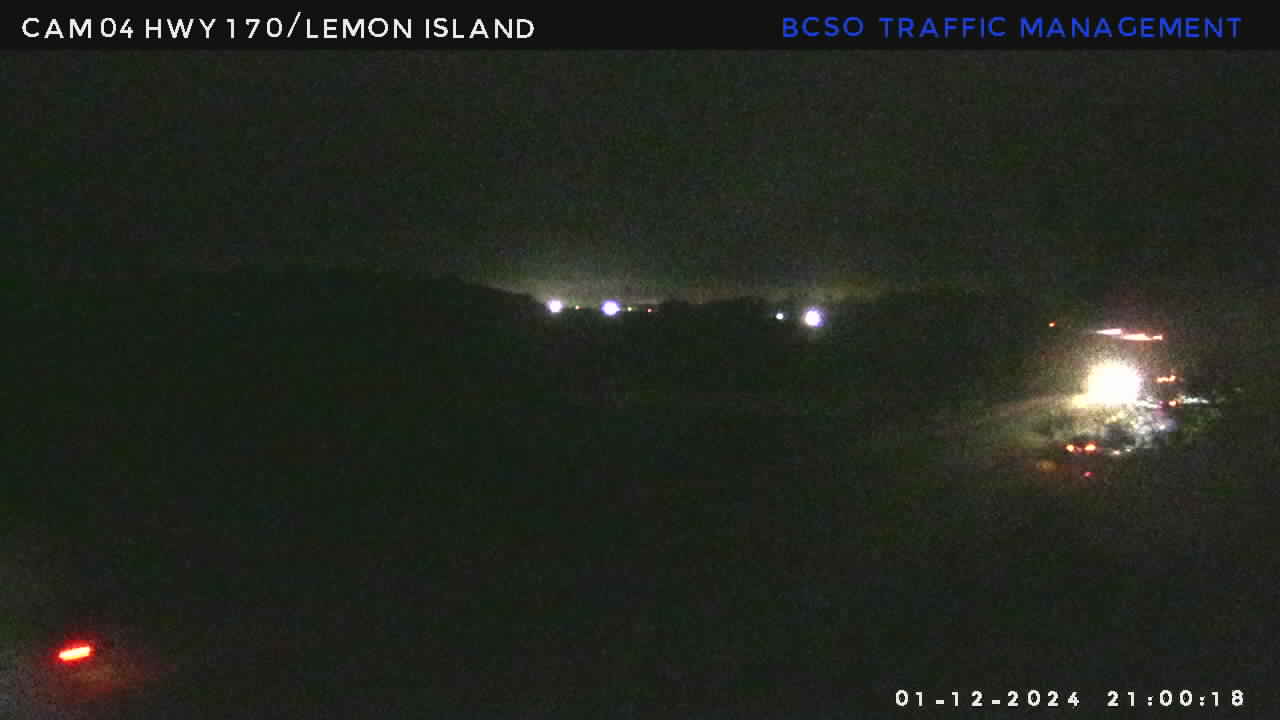 CAM04 HWY 170/LEMON ISLAND
BCSO TRAFFIC MANAGEMENT
01-12-2024 21:00:18